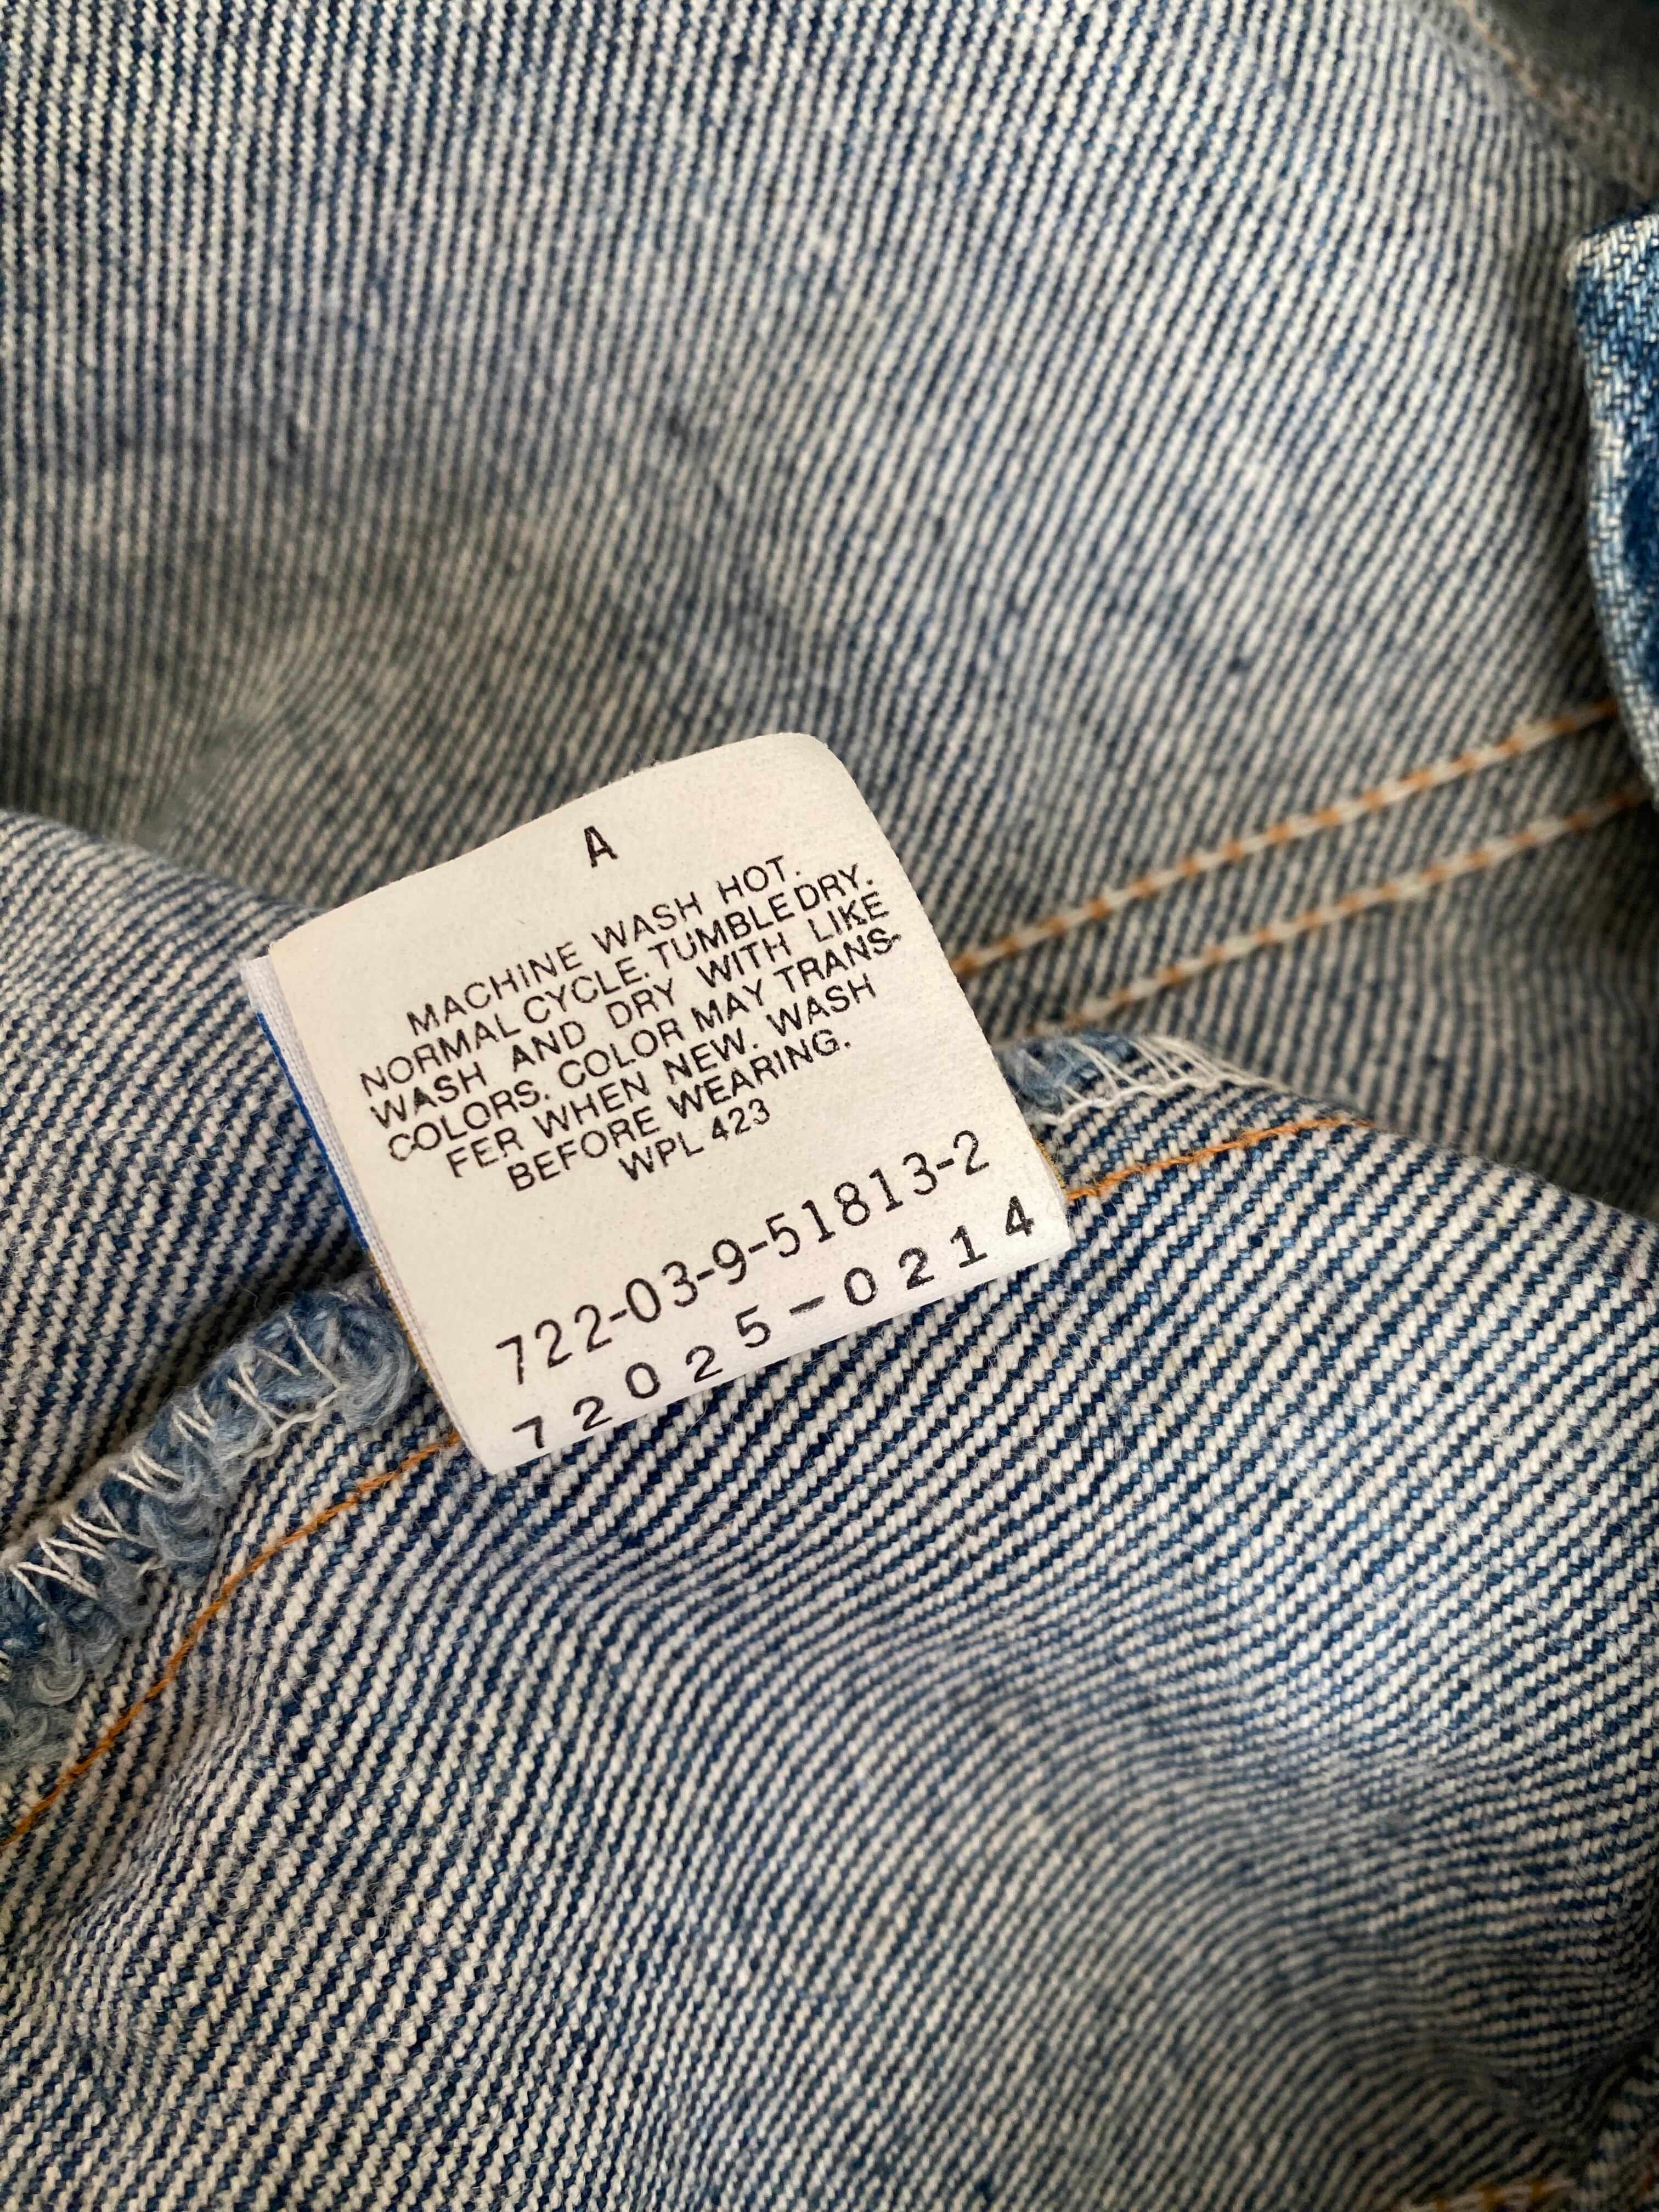 A
MACHINE WASH HOT.
NORMAL CYCLE. TUMBLE DRY.
WASH AND DRY WITH LIKE
COLORS. COLOR MAY TRANS-
FER WHEN NEW. WASH
BEFORE WEARING.
WPL 423
722-03-9-51813-2
72025-0214